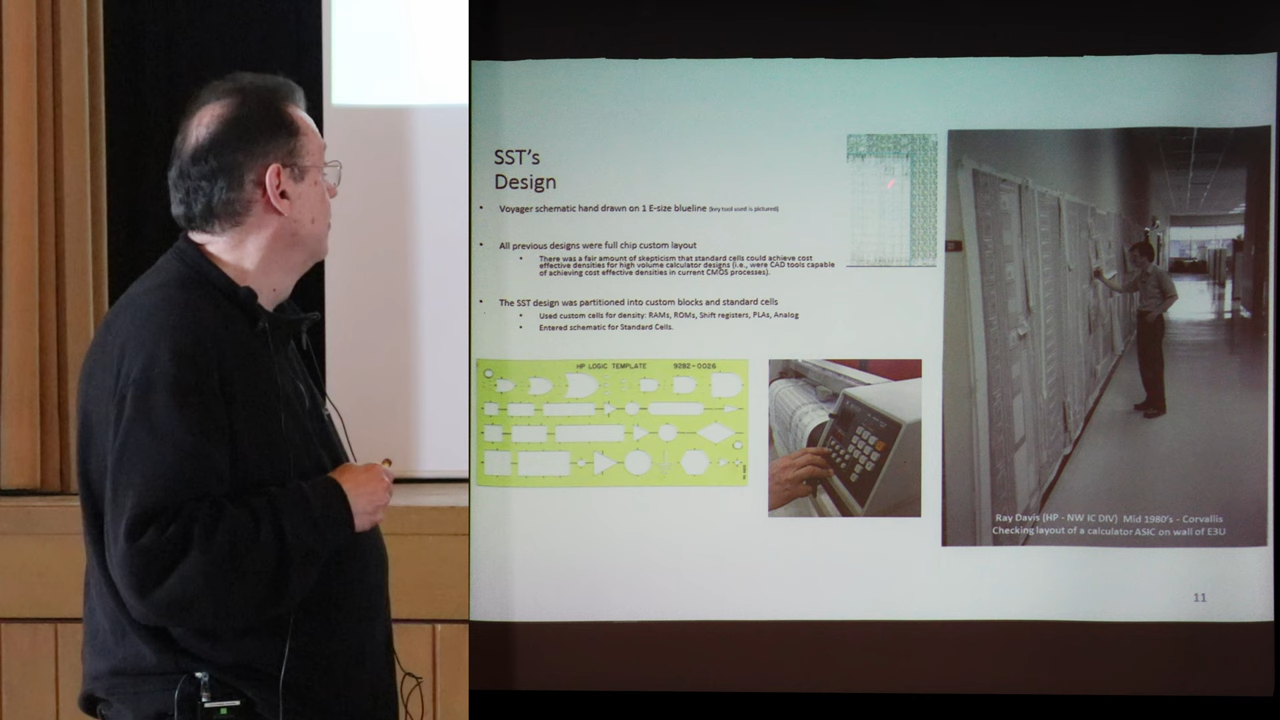 SST's
Design
Voyager schematic hand drawn on 1 E-size blueline (key tool used is pictured)
All previous designs were full chip custom layout
There was a fair amount of skepticism that standard cells could achieve cost
effective densities for high volume calculator designs (i.e., were CAD tools capable
of achieving cost effective densities in current CMOS processes).
The SST design was partitioned into custom blocks and standard cells
Used custom cells for density: RAMs, ROMs, Shift registers, PLAs, Analog
Entered schematic for Standard Cells.
HP LOGIC TEMPLATE 9282-0026
Ray Davis (HP - NW IC DIV) Mid 1980's - Corvallis
Checking layout of a calculator ASIC on wall of E3U
11